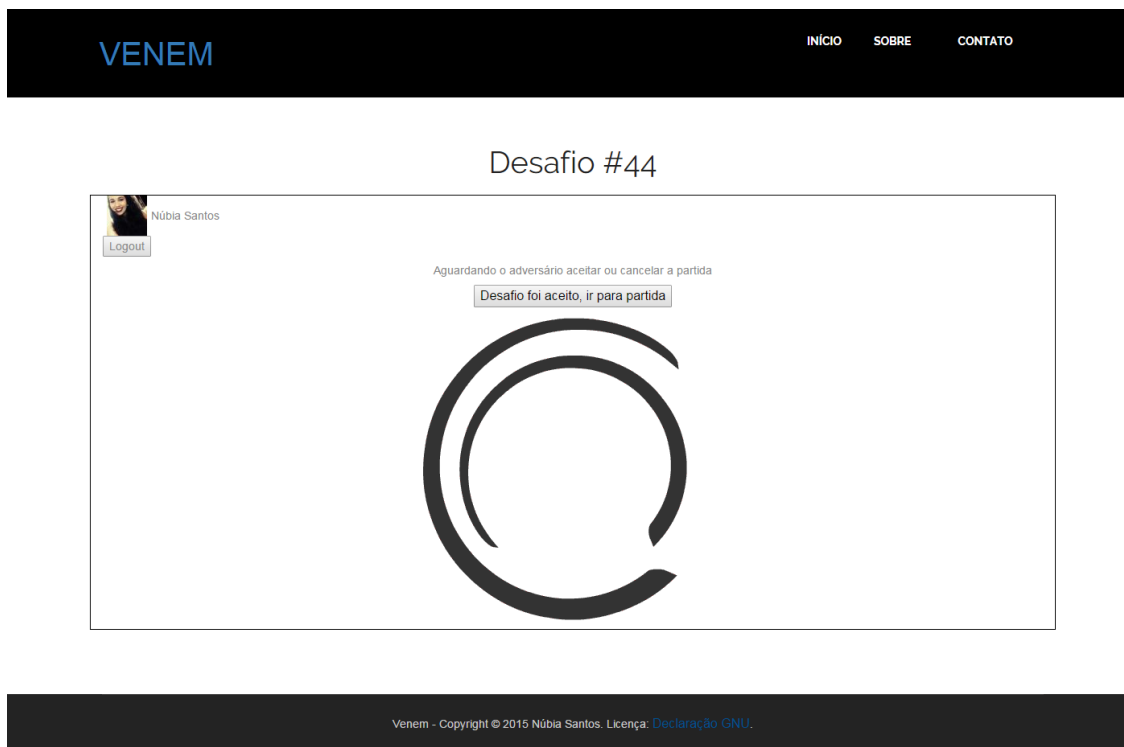 VENEM
INÍCIO SOBRE CONTATO
Desafio #44
Núbia Santos
Logout
Aguardando o adversário aceitar ou cancelar a partida
Desafio foi aceito, ir para partida
Venem - Copyright © 2015 Núbia Santos. Licença: Declaração GNU.